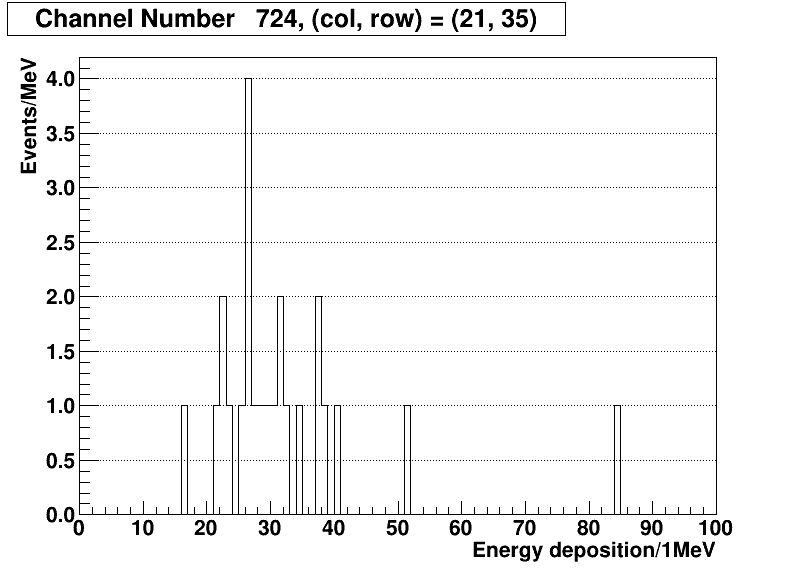 Channel Number   724, (col, row) = (21, 35)
Events/MeV
4.0
3.5
3.0
2.5
2.0
1.5
1.0
0.5
0.0
0 10 20 30 40 50 60 70 80 90 100
Energy deposition/1MeV